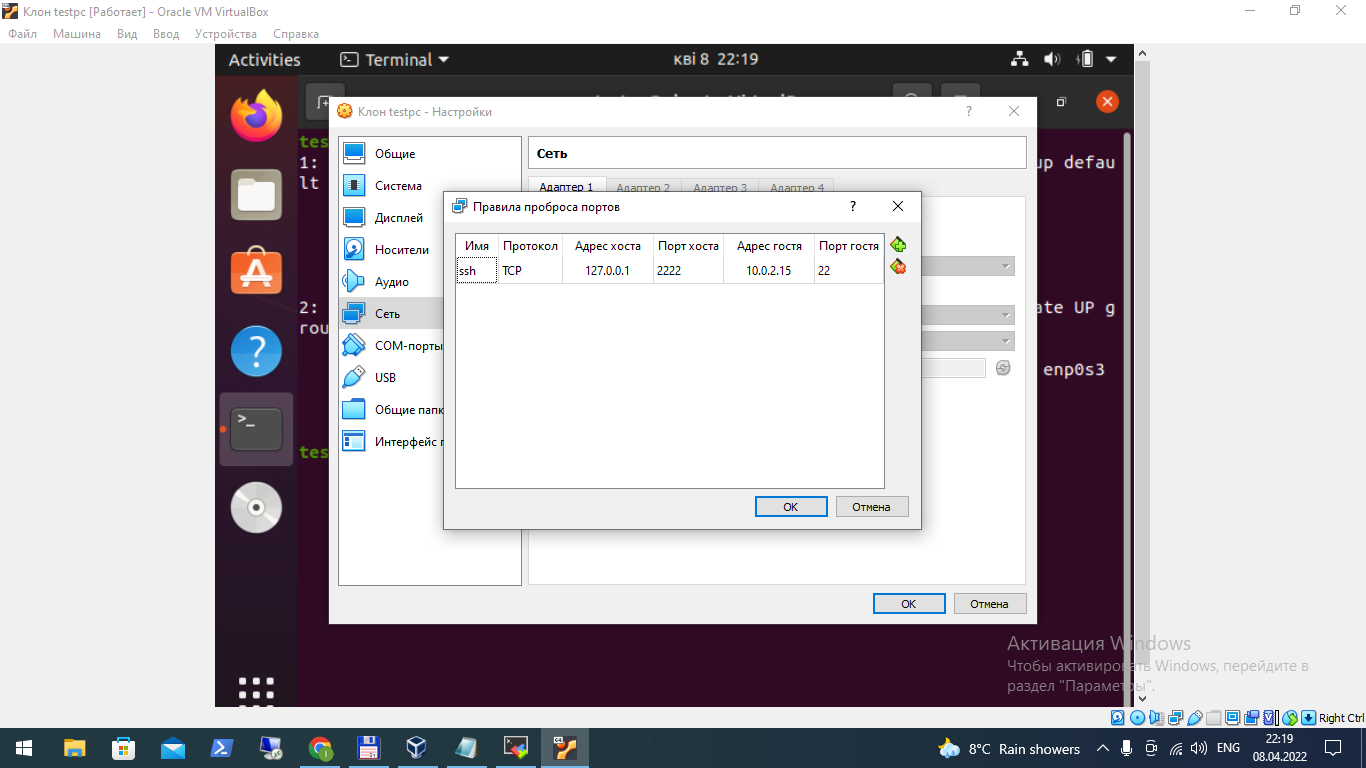 Клон testpc [Работает] - Oracle VM VirtualBox
Файл Машина Вид Ввод Устройства Справка
Activities Terminal кві 8 22:19
Клон testpc - Настройки ?
tes
1: up defau
lt
2: ate UP g
rou
enp0s3
tes
Общие
Система
Дисплей
Носители
Аудио
Сеть
COM-порты
USB
Общие папк
Интерфейс
Сеть
Адаптер 1 Адаптер 2 Адаптер 3 Адаптер 4
Правила проброса портов ?
Имя Протокол Адрес хоста Порт хоста Адрес гостя Порт гостя
ssh TCP 127.0.0.1 2222 10.0.2.15 22
OK Отмена
OK Отмена
Активация Windows
Чтобы активировать Windows, перейдите в
раздел "Параметры".
Right Ctrl
8°C Rain showers ENG 22:19
08.04.2022